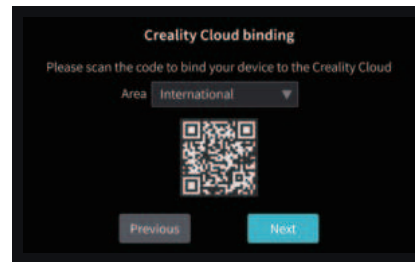 Creality Cloud binding
Please scan the code to bind your device to the Creality Cloud
Area International
Previous Next